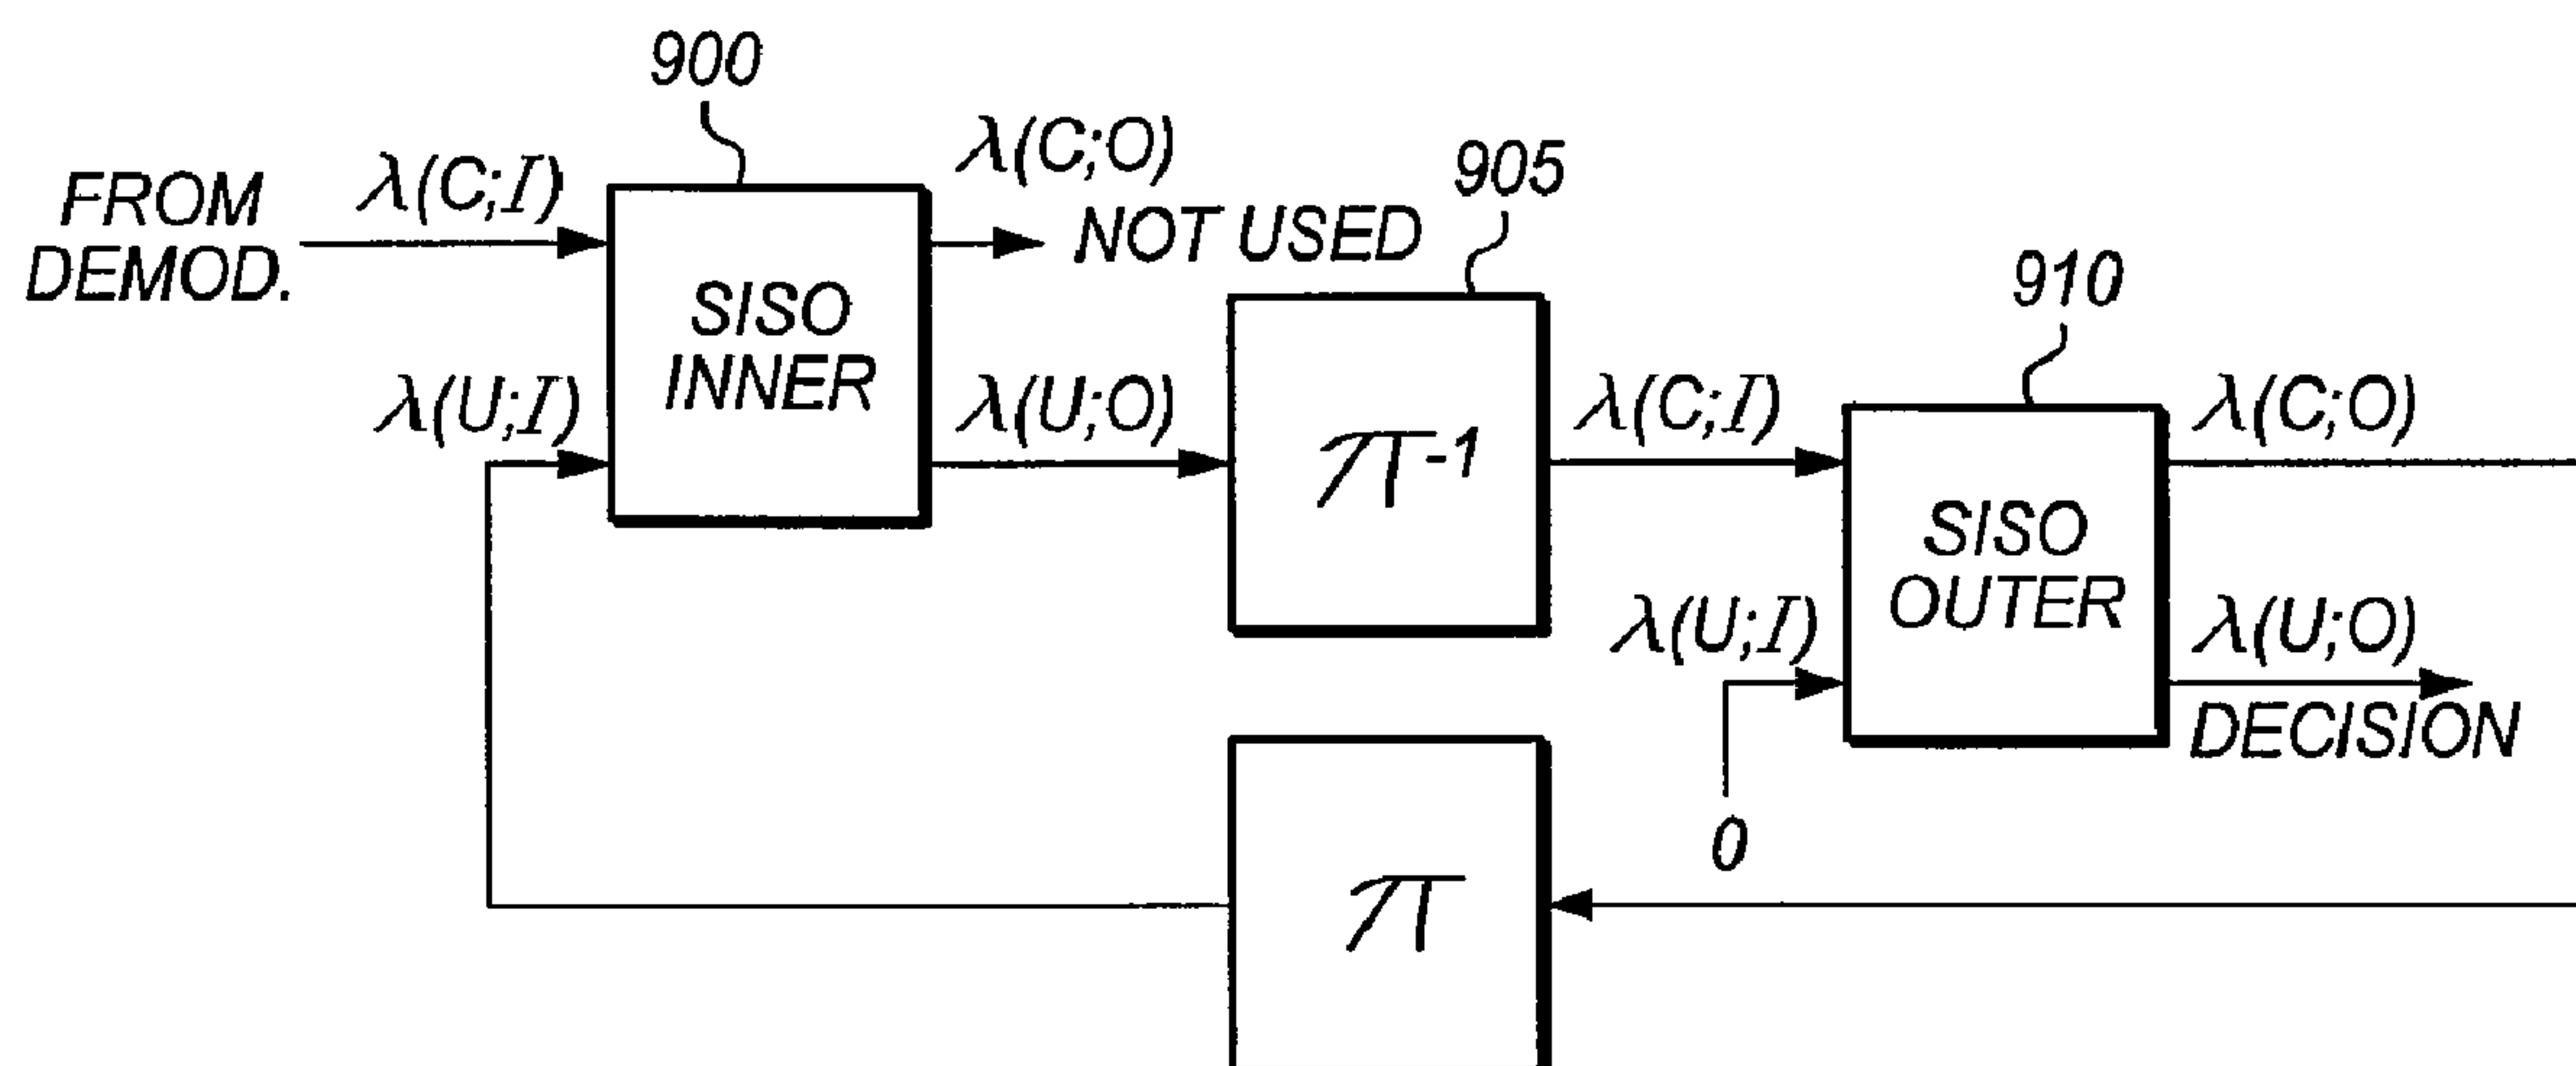 900
λ(C;O)
905
FROM
DEMOD.
λ(C;I)
NOT USED
910
SISO
INNER
λ(U;I)
λ(U;O)
π-1
λ(C;I)
λ(C;O)
SISO
OUTER
λ(U;I)
λ(U;O)
DECISION
0
π